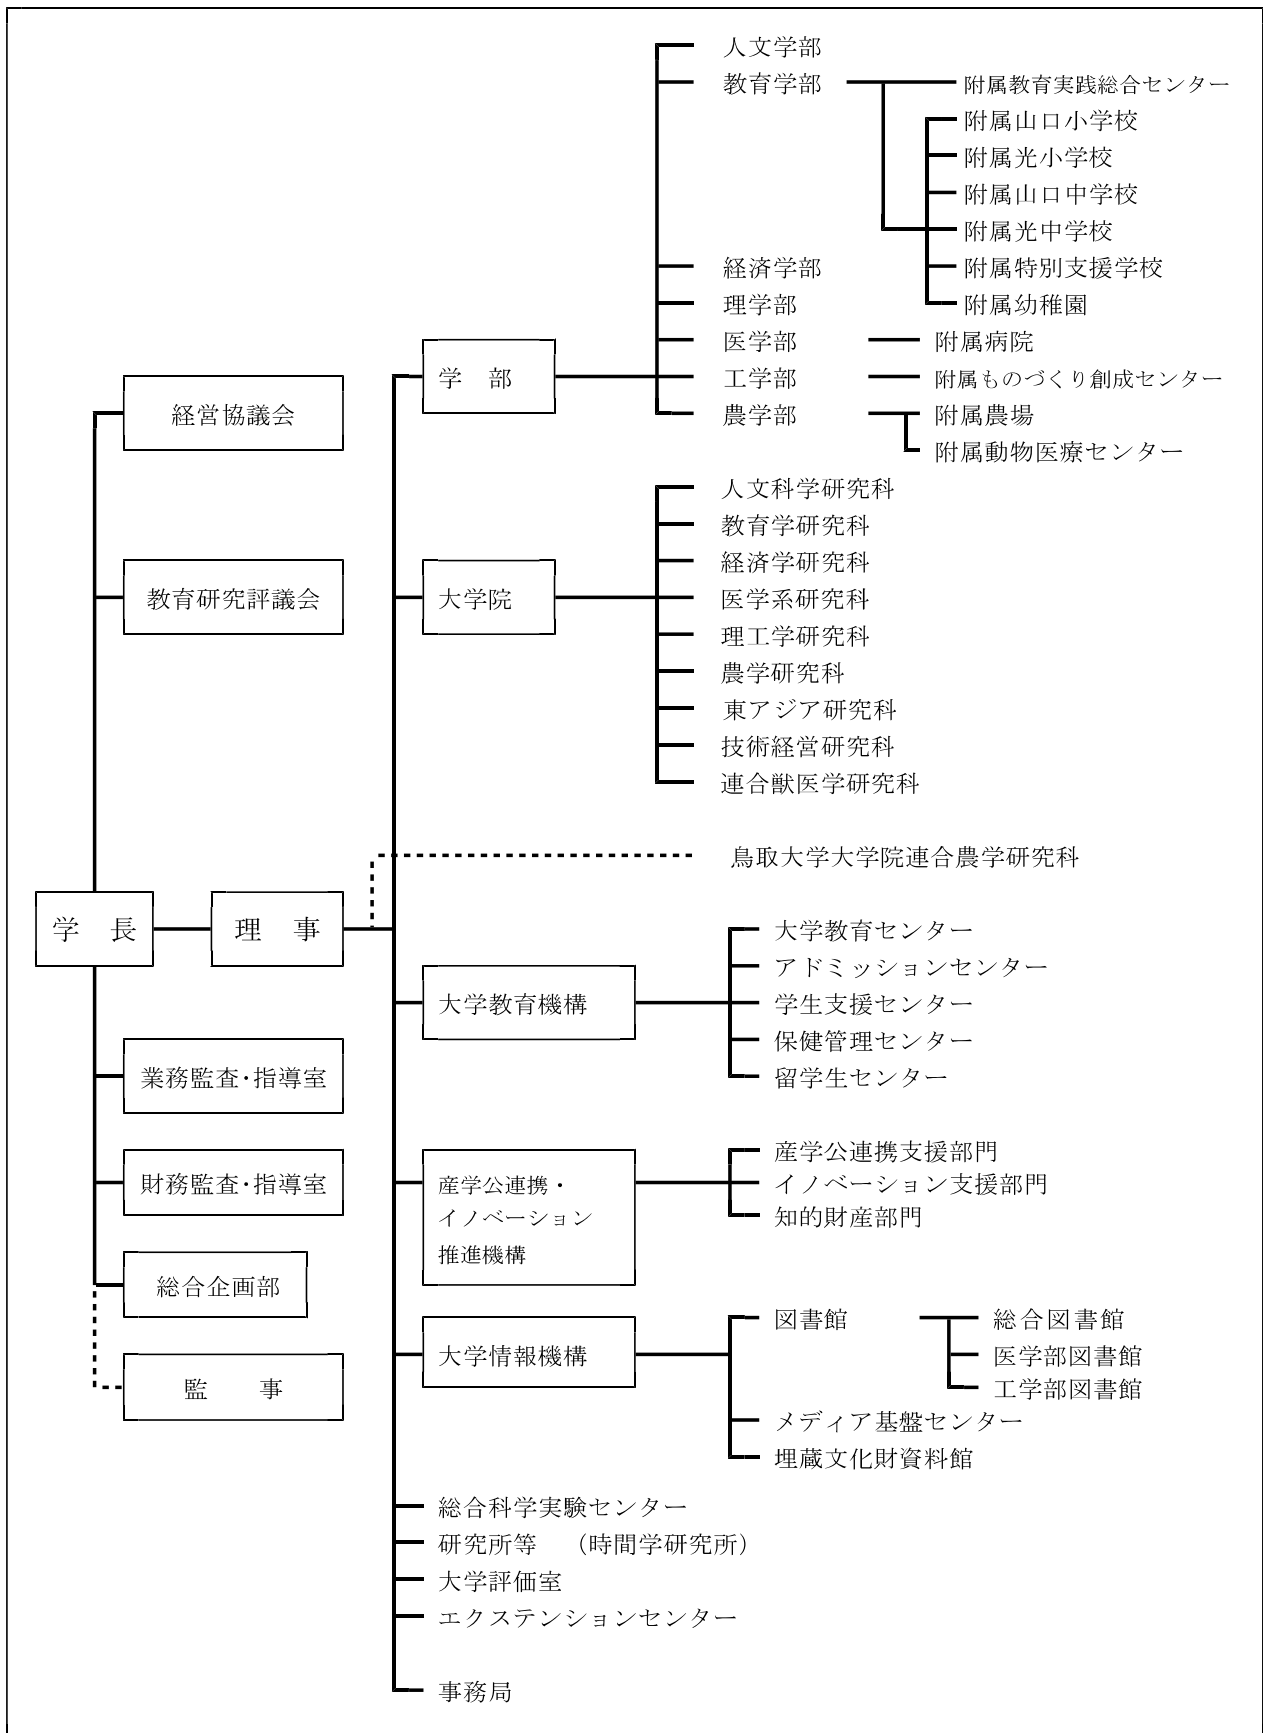 人文学部
教育学部
附属教育実践総合センター
附属山口小学校
附属光小学校
附属山口中学校
附属光中学校
経済学部
附属特別支援学校
理学部
附属幼稚園
医学部
附属病院
学 部
工学部
附属ものづくり創成センター
経営協議会
農学部
附属農場
附属動物医療センター
人文科学研究科
教育学研究科
経済学研究科
教育研究評議会
大学院
医学系研究科
理工学研究科
農学研究科
東アジア研究科
技術経営研究科
連合獣医学研究科
鳥取大学大学院連合農学研究科
学 長
理 事
大学教育センター
アドミッションセンター
大学教育機構
学生支援センター
保健管理センター
業務監査・指導室
留学生センター
産学公連携支援部門
財務監査・指導室
産学公連携・
イノベーション
推進機構
イノベーション支援部門
知的財産部門
総合企画部
図書館
総合図書館
大学情報機構
医学部図書館
監 事
工学部図書館
メディア基盤センター
埋蔵文化財資料館
総合科学実験センター
研究所等 （時間学研究所）
大学評価室
エクステンションセンター
事務局